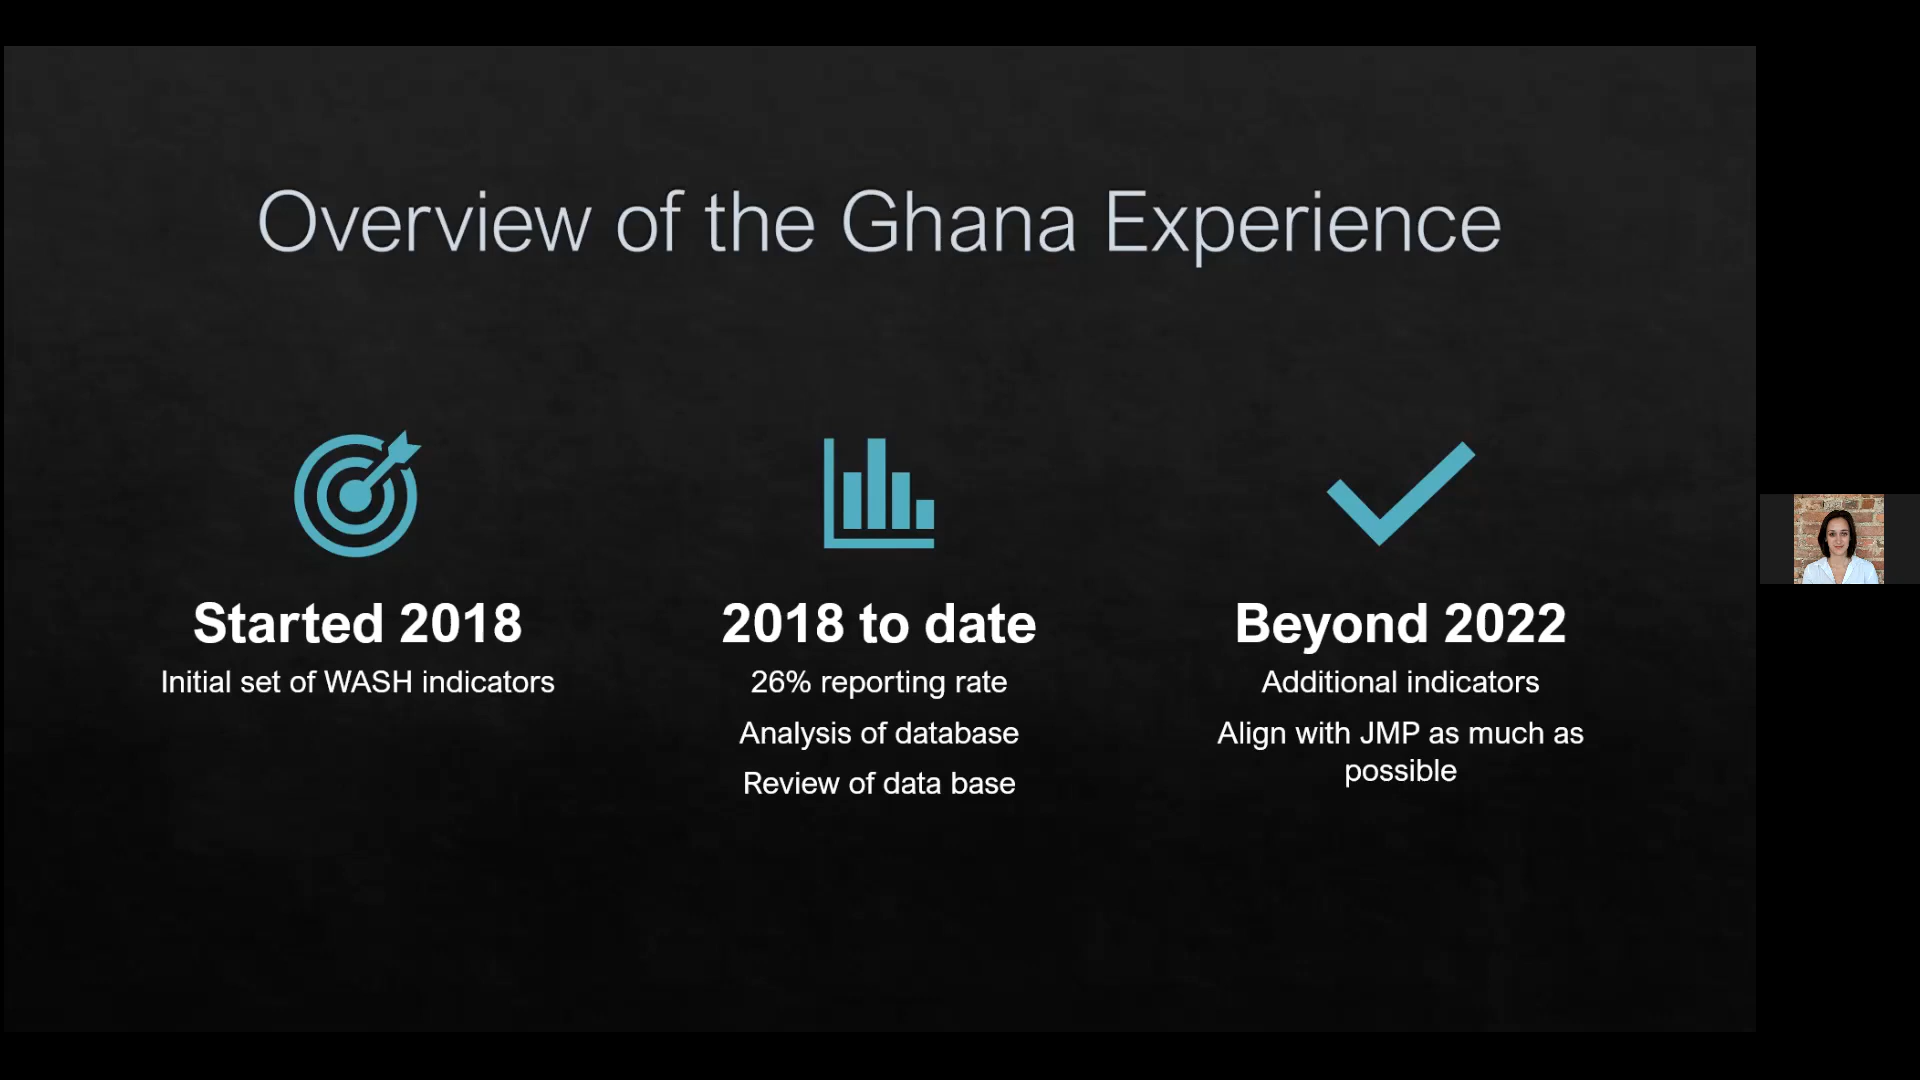 Overview of the Ghana Experience
Started 2018
Initial set of WASH indicators
2018 to date
26% reporting rate
Analysis of database
Review of data base
Beyond 2022
Additional indicators
Align with JMP as much as
possible